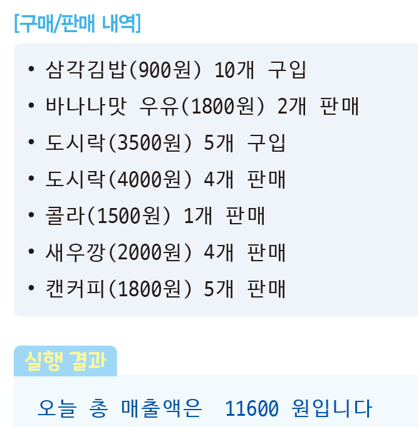 [구매/판매 내역]
• 삼각김밥(900원) 10개 구입
• 바나나맛 우유(1800원) 2개 판매
• 도시락(3500원) 5개 구입
• 도시락(4000원) 4개 판매
• 콜라(1500원) 1개 판매
• 새우깡(2000원) 4개 판매
• 캔커피(1800원) 5개 판매
실행 결과
오늘 총 매출액은 11600 원입니다